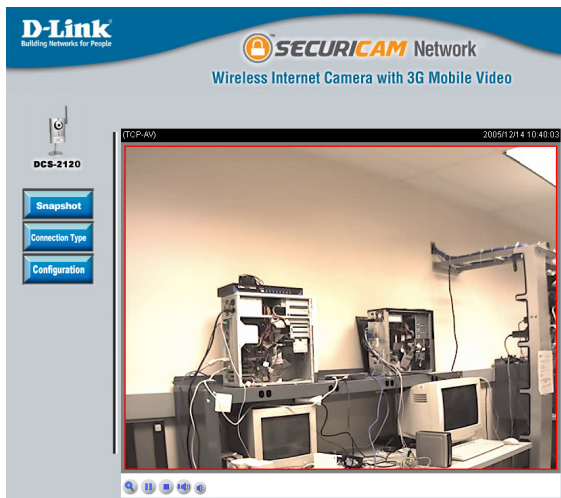 D-Link
Building Networks for People
SECURICAM Network
Wireless Internet Camera with 3G Mobile Video
DCS-2120
(TCP-AV)
2005/12/14 10:40:03
Snapshot
Connection Type
Configuration